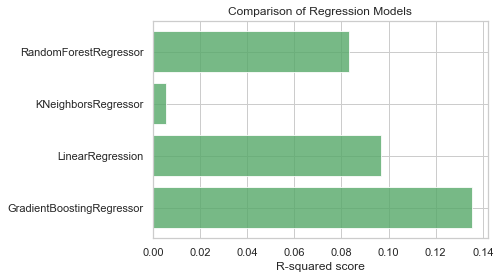 Comparison of Regression Models
RandomForestRegressor
KNeighborsRegressor
LinearRegression
GradientBoostingRegressor
0.00 0.02 0.04 0.06 0.08 0.10 0.12 0.14
R-squared score